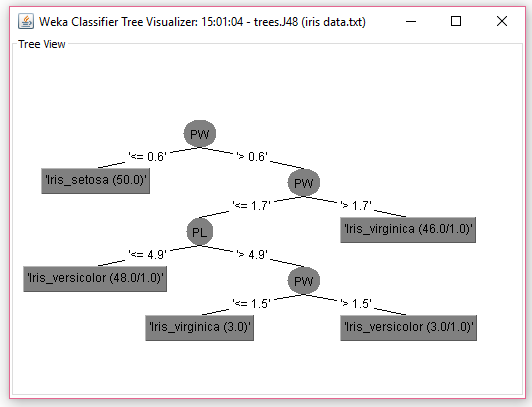 Weka Classifier Tree Visualizer: 15:01:04 - trees.J48 (iris data.txt)
Tree View
PW
'<= 0.6' '> 0.6'
'Iris_setosa (50.0)' PW
'<= 1.7' '> 1.7'
PL 'Iris_virginica (46.0/1.0)'
'<= 4.9' '> 4.9'
'Iris_versicolor (48.0/1.0)' PW
'<= 1.5' '> 1.5'
'Iris_virginica (3.0)' 'Iris_versicolor (3.0/1.0)'